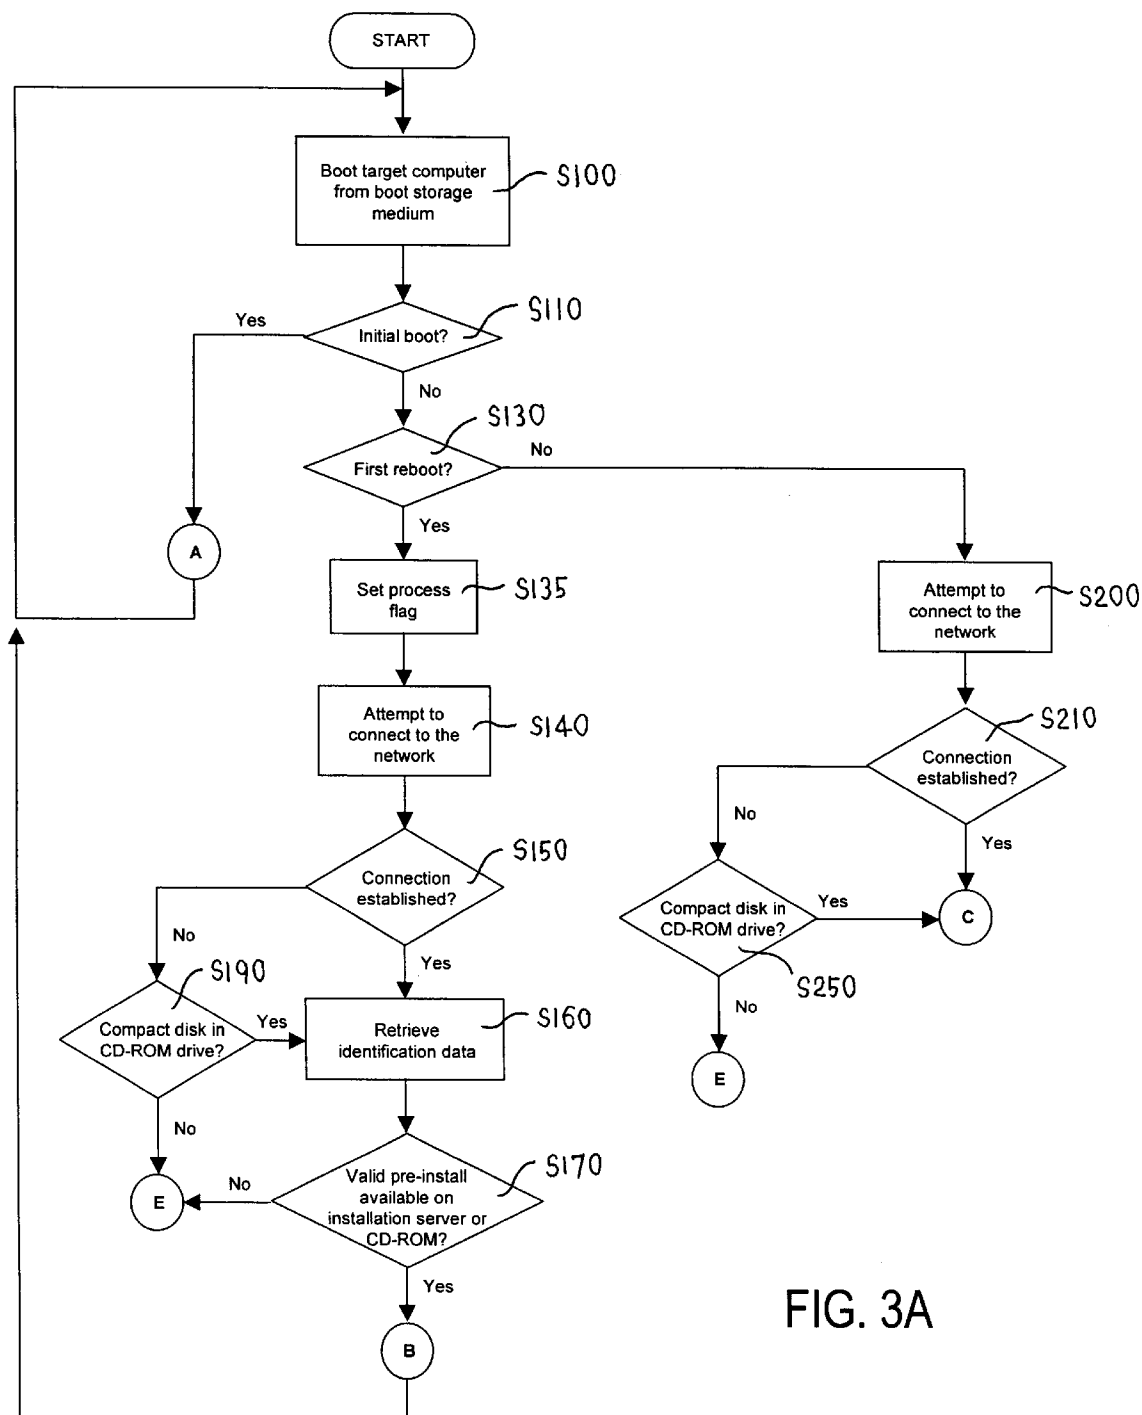 START
Boot target computer
from boot storage
medium
S100
Yes
Initial boot?
S110
No
First reboot?
S130
No
A
Yes
Set process
flag
S135
Attempt to
connect to the
network
S200
Attempt to
connect to the
network
S140
Connection
established?
S210
No
Yes
Connection
established?
S150
Compact disk in
CD-ROM drive?
S250
Yes
C
No
Yes
No
Compact disk in
CD-ROM drive?
S190
Yes
Retrieve
identification data
S160
E
No
E
No
Valid pre-install
available on
installation server or
CD-ROM?
S170
Yes
B
FIG. 3A